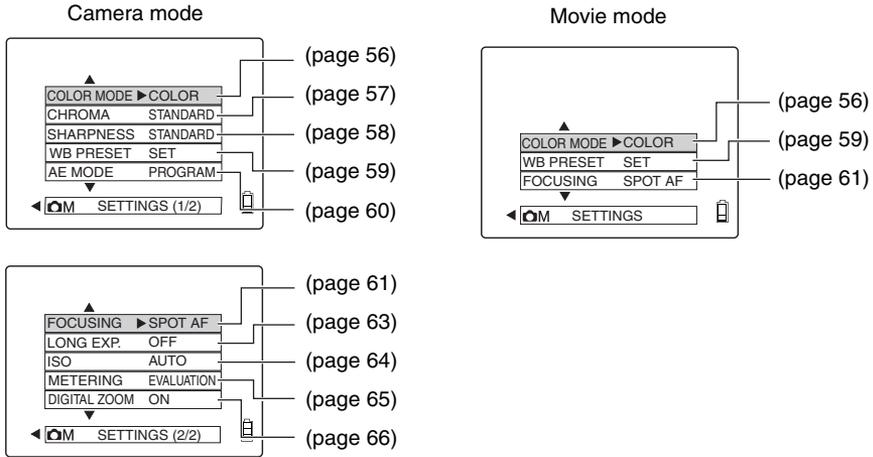 Camera mode
COLOR MODE ▶ COLOR (page 56)
CHROMA STANDARD (page 57)
SHARPNESS STANDARD (page 58)
WB PRESET SET (page 59)
AE MODE PROGRAM (page 60)
M SETTINGS (1/2)
FOCUSING ▶ SPOT AF (page 61)
LONG EXP. OFF (page 63)
ISO AUTO (page 64)
METERING EVALUATION (page 65)
DIGITAL ZOOM ON (page 66)
M SETTINGS (2/2)
Movie mode
COLOR MODE ▶ COLOR (page 56)
WB PRESET SET (page 59)
FOCUSING SPOT AF (page 61)
M SETTINGS